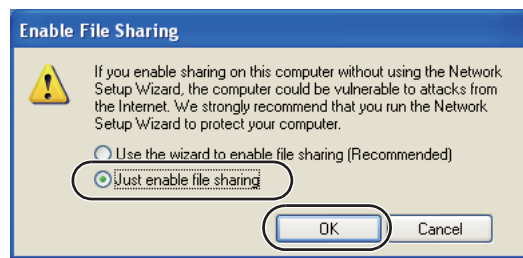 Enable File Sharing
If you enable sharing on this computer without using the Network
Setup Wizard, the computer could be vulnerable to attacks from
the Internet. We strongly recommend that you run the Network
Setup Wizard to protect your computer.
Use the wizard to enable file sharing (Recommended)
Just enable file sharing
OK Cancel